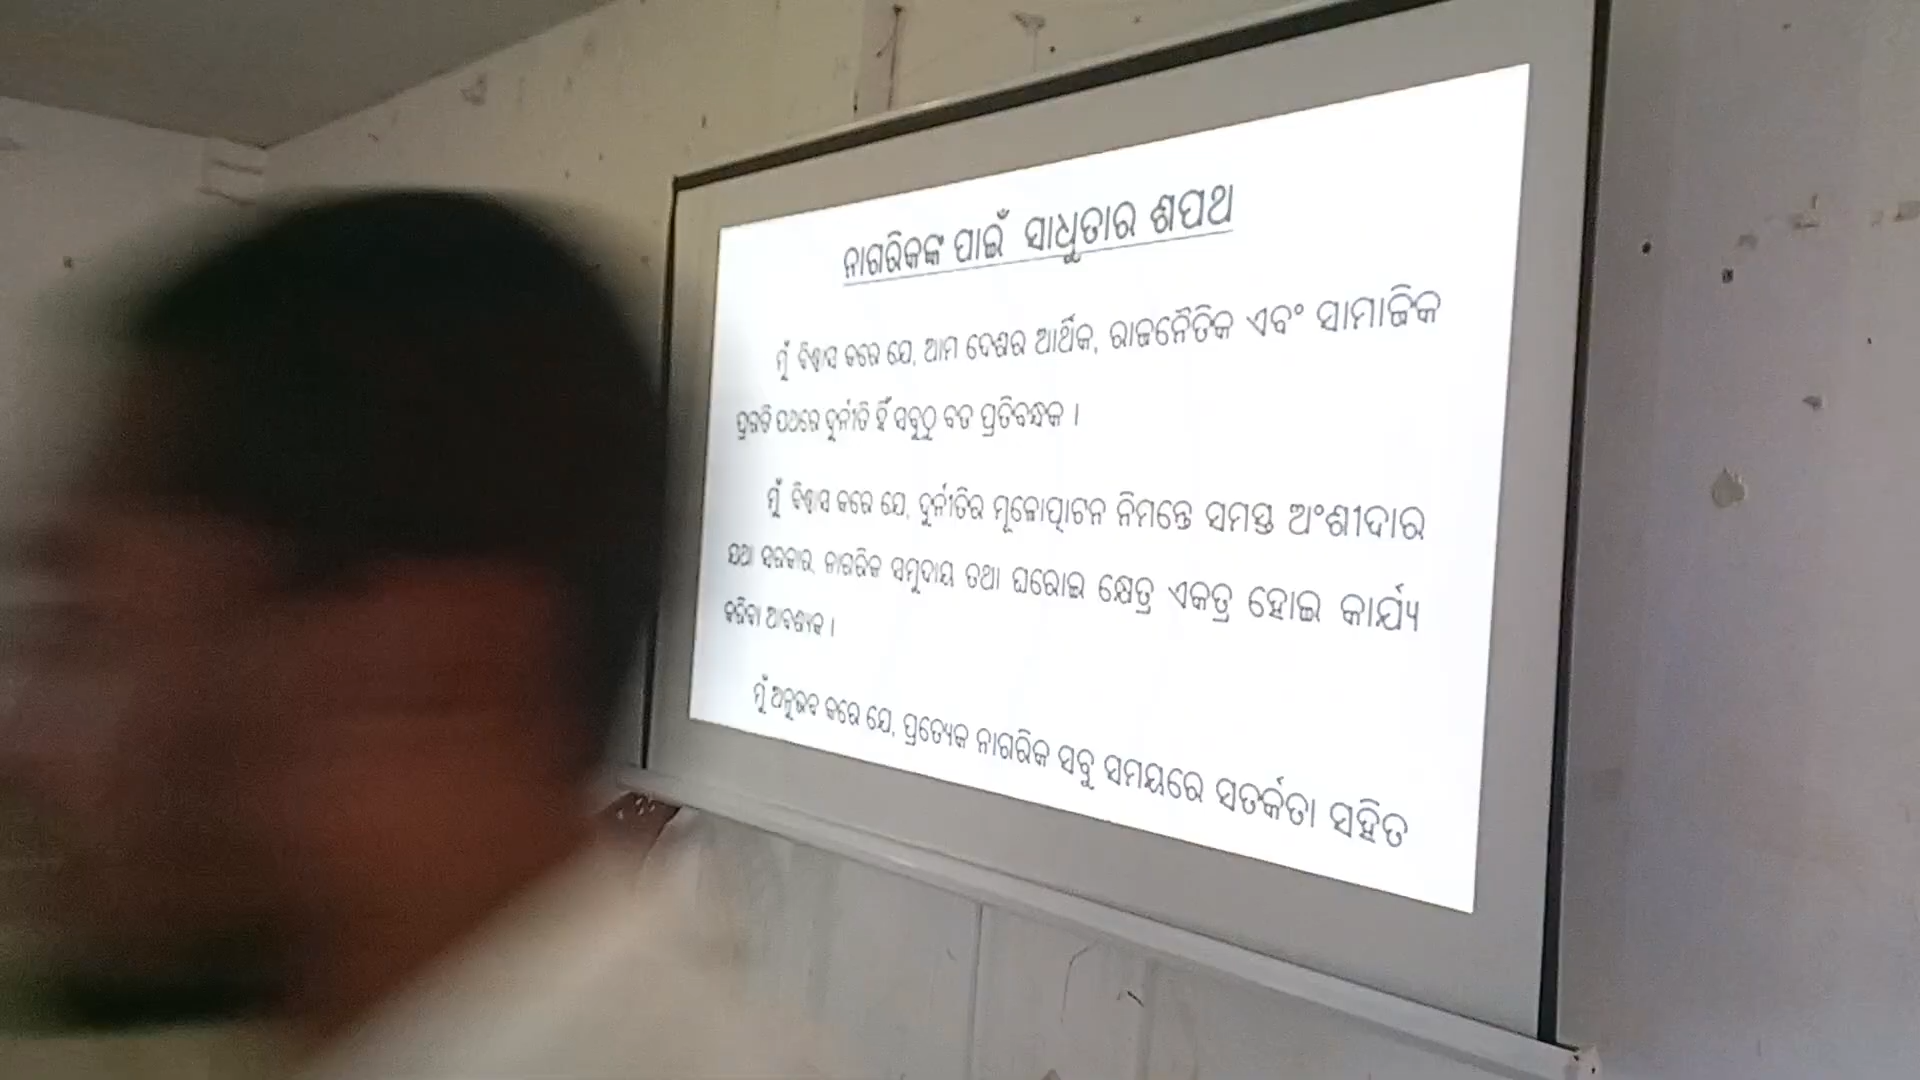 ନାଗରିକଙ୍କ ପାଇଁ ସାଧୁତାର ଶପଥ
ମୁଁ ବିଶ୍ୱାସ କରେ ଯେ, ଆମ ଦେଶର ଆର୍ଥିକ, ରାଜନୈତିକ ଏବଂ ସାମାଜିକ
ପ୍ରଗତି ପଥରେ ଦୁର୍ନୀତି ହିଁ ସବୁଠୁ ବଡ ପ୍ରତିବନ୍ଧକ ।
ମୁଁ ବିଶ୍ୱାସ କରେ ଯେ, ଦୁର୍ନୀତିର ମୂଳୋତ୍ପାଟନ ନିମନ୍ତେ ସମସ୍ତ ଅଂଶୀଦାର
ଯଥା ସରକାର, ନାଗରିକ ସମୁଦାୟ ତଥା ଘରୋଇ କ୍ଷେତ୍ର ଏକତ୍ର ହୋଇ କାର୍ଯ୍ୟ
କରିବା ଆବଶ୍ୟକ ।
ମୁଁ ଅନୁଭବ କରେ ଯେ, ପ୍ରତ୍ୟେକ ନାଗରିକ ସବୁ ସମୟରେ ସତର୍କତା ସହିତ